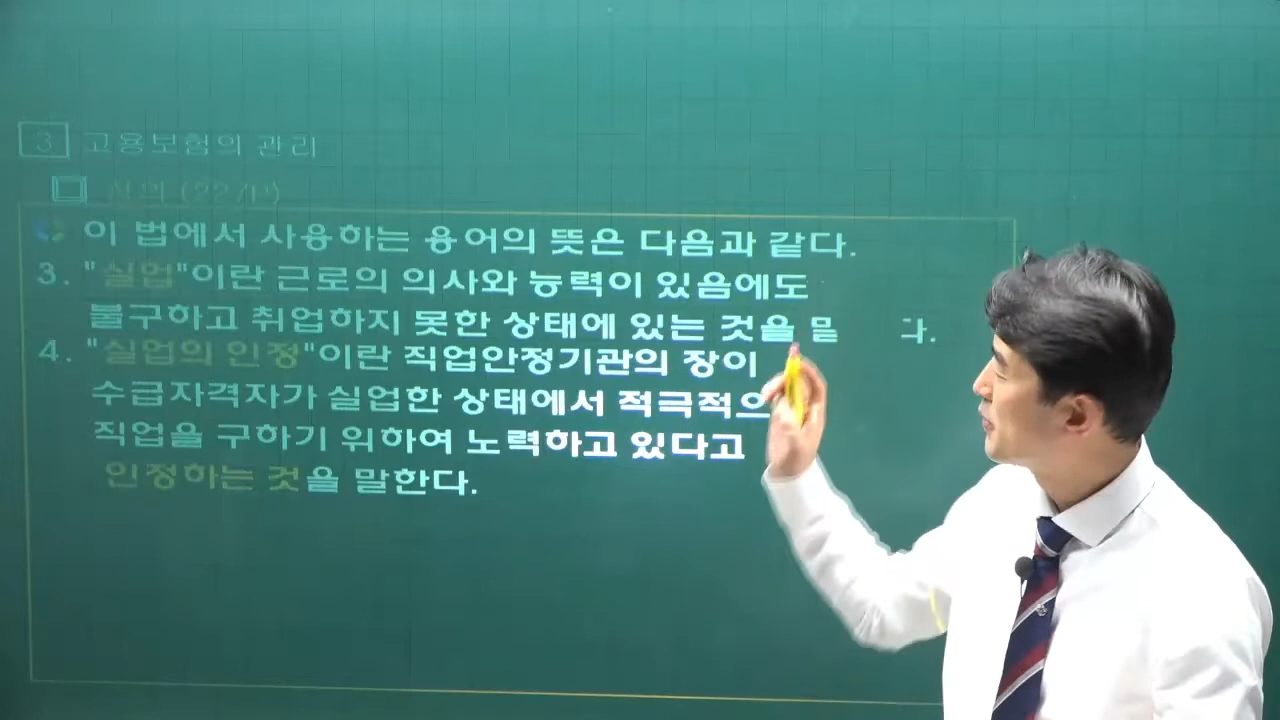 3 고용보험의 관리
정의 (227P)
이 법에서 사용하는 용어의 뜻은 다음과 같다.
3. "실업"이란 근로의 의사와 능력이 있음에도
불구하고 취업하지 못한 상태에 있는 것을 말 다.
4. "실업의 인정"이란 직업안정기관의 장이
수급자격자가 실업한 상태에서 적극적으
직업을 구하기 위하여 노력하고 있다고
인정하는 것을 말한다.